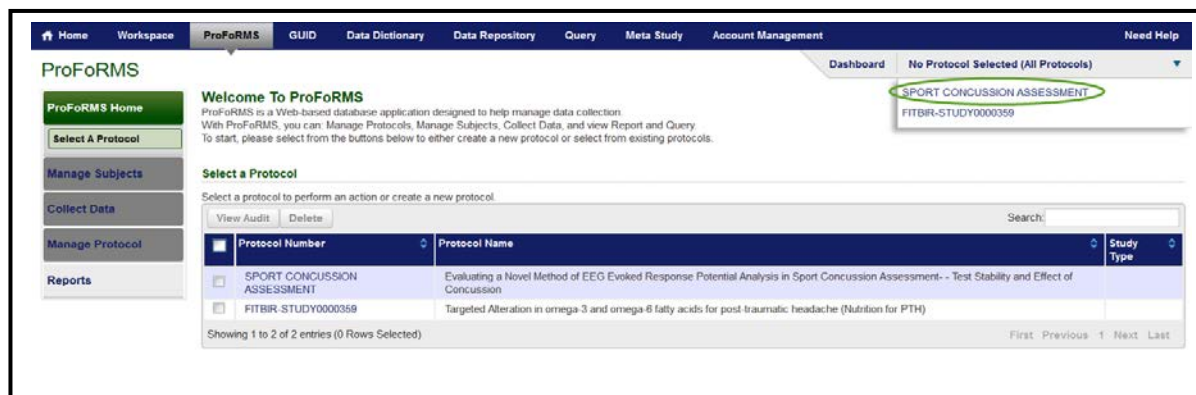 Home Workspace ProFoRMS GUID Data Dictionary Data Repository Query Meta Study Account Management Need Help
ProFoRMS
Dashboard No Protocol Selected (All Protocols)
SPORT CONCUSSION ASSESSMENT
FITBIR-STUDY0000359
ProFoRMS Home
Select A Protocol
Manage Subjects
Collect Data
Manage Protocol
Reports
Welcome To ProFoRMS
ProFoRMS is a Web-based database application designed to help manage data collection.
With ProFoRMS, you can: Manage Protocols, Manage Subjects, Collect Data, and view Report and Query.
To start, please select from the buttons below to either create a new protocol or select from existing protocols.
Select a Protocol
Select a protocol to perform an action or create a new protocol.
View Audit Delete Search:
Protocol Number Protocol Name Study Type
SPORT CONCUSSION ASSESSMENT Evaluating a Novel Method of EEG Evoked Response Potential Analysis in Sport Concussion Assessment- - Test Stability and Effect of Concussion
FITBIR-STUDY0000359 Targeted Alteration in omega-3 and omega-6 fatty acids for post-traumatic headache (Nutrition for PTH)
Showing 1 to 2 of 2 entries (0 Rows Selected) First Previous 1 Next Last